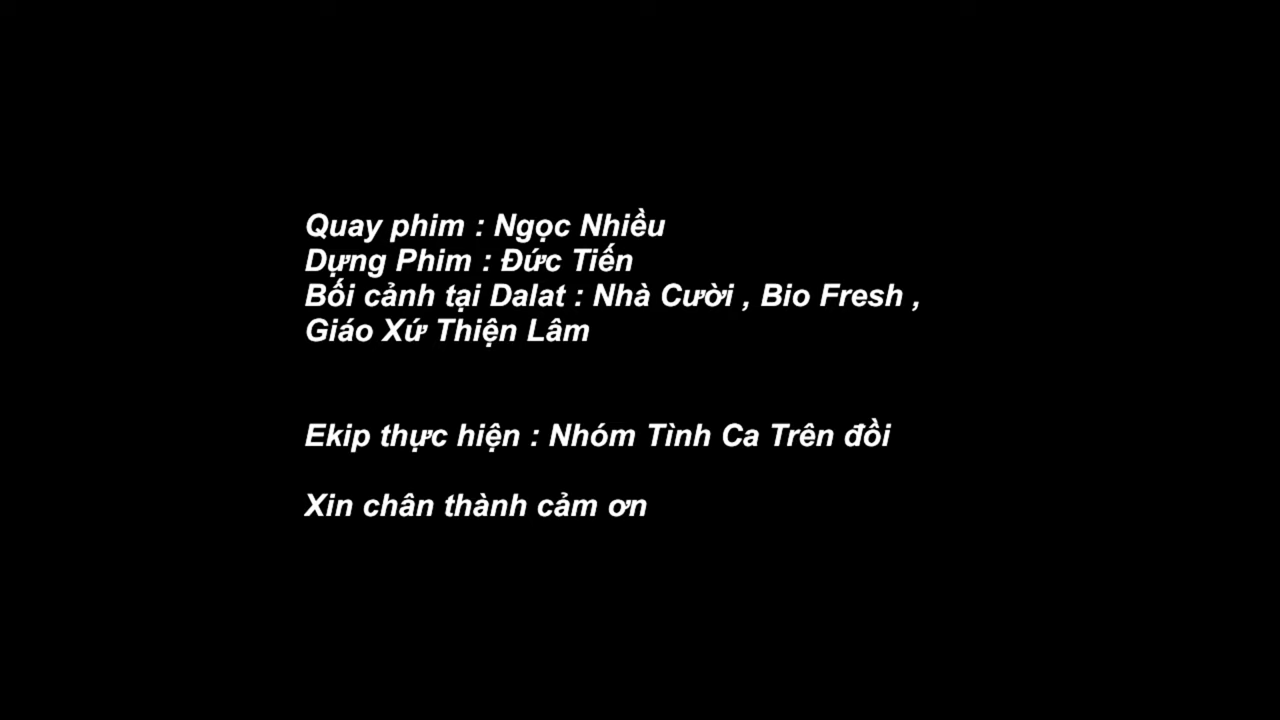 Quay phim : Ngọc Nhiều
Dựng Phim : Đức Tiến
Bối cảnh tại Dalat : Nhà Cười , Bio Fresh ,
Giáo Xứ Thiện Lâm
Ekip thực hiện : Nhóm Tình Ca Trên đồi
Xin chân thành cảm ơn